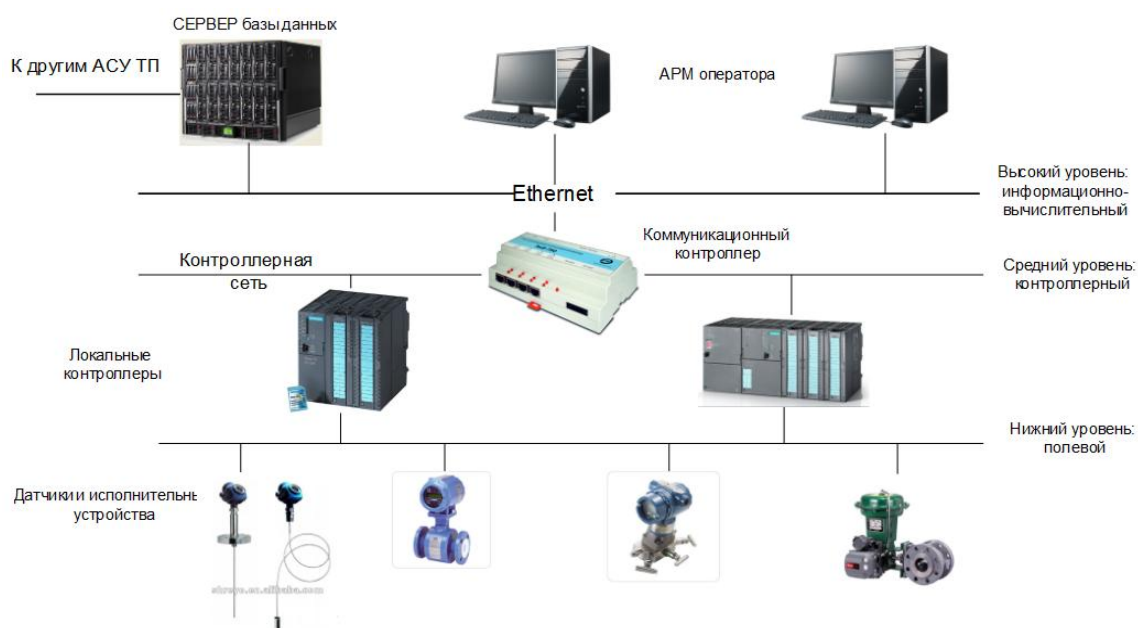 СЕРВЕР базы данных
К другим АСУ ТП
АРМ оператора
Высокий уровень:
информационно-
вычислительный
Ethernet
Коммуникационный
контроллер
Контроллерная
сеть
Средний уровень:
контроллерный
Локальные
контроллеры
Нижний уровень:
полевой
Датчики и исполнительны
устройства